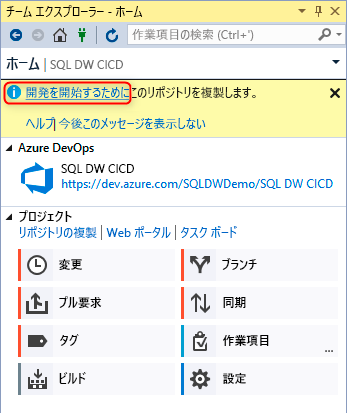 チーム エクスプローラー - ホーム
作業項目の検索 (Ctrl+')
ホーム | SQL DW CICD
開発を開始するためにこのリポジトリを複製します。
ヘルプ| 今後このメッセージを表示しない
Azure DevOps
SQL DW CICD
https://dev.azure.com/SQLDWDemo/SQL DW CICD
プロジェクト
リポジトリの複製 | Web ポータル | タスク ボード
変更 ブランチ
プル要求 同期
タグ 作業項目 ...
ビルド 設定